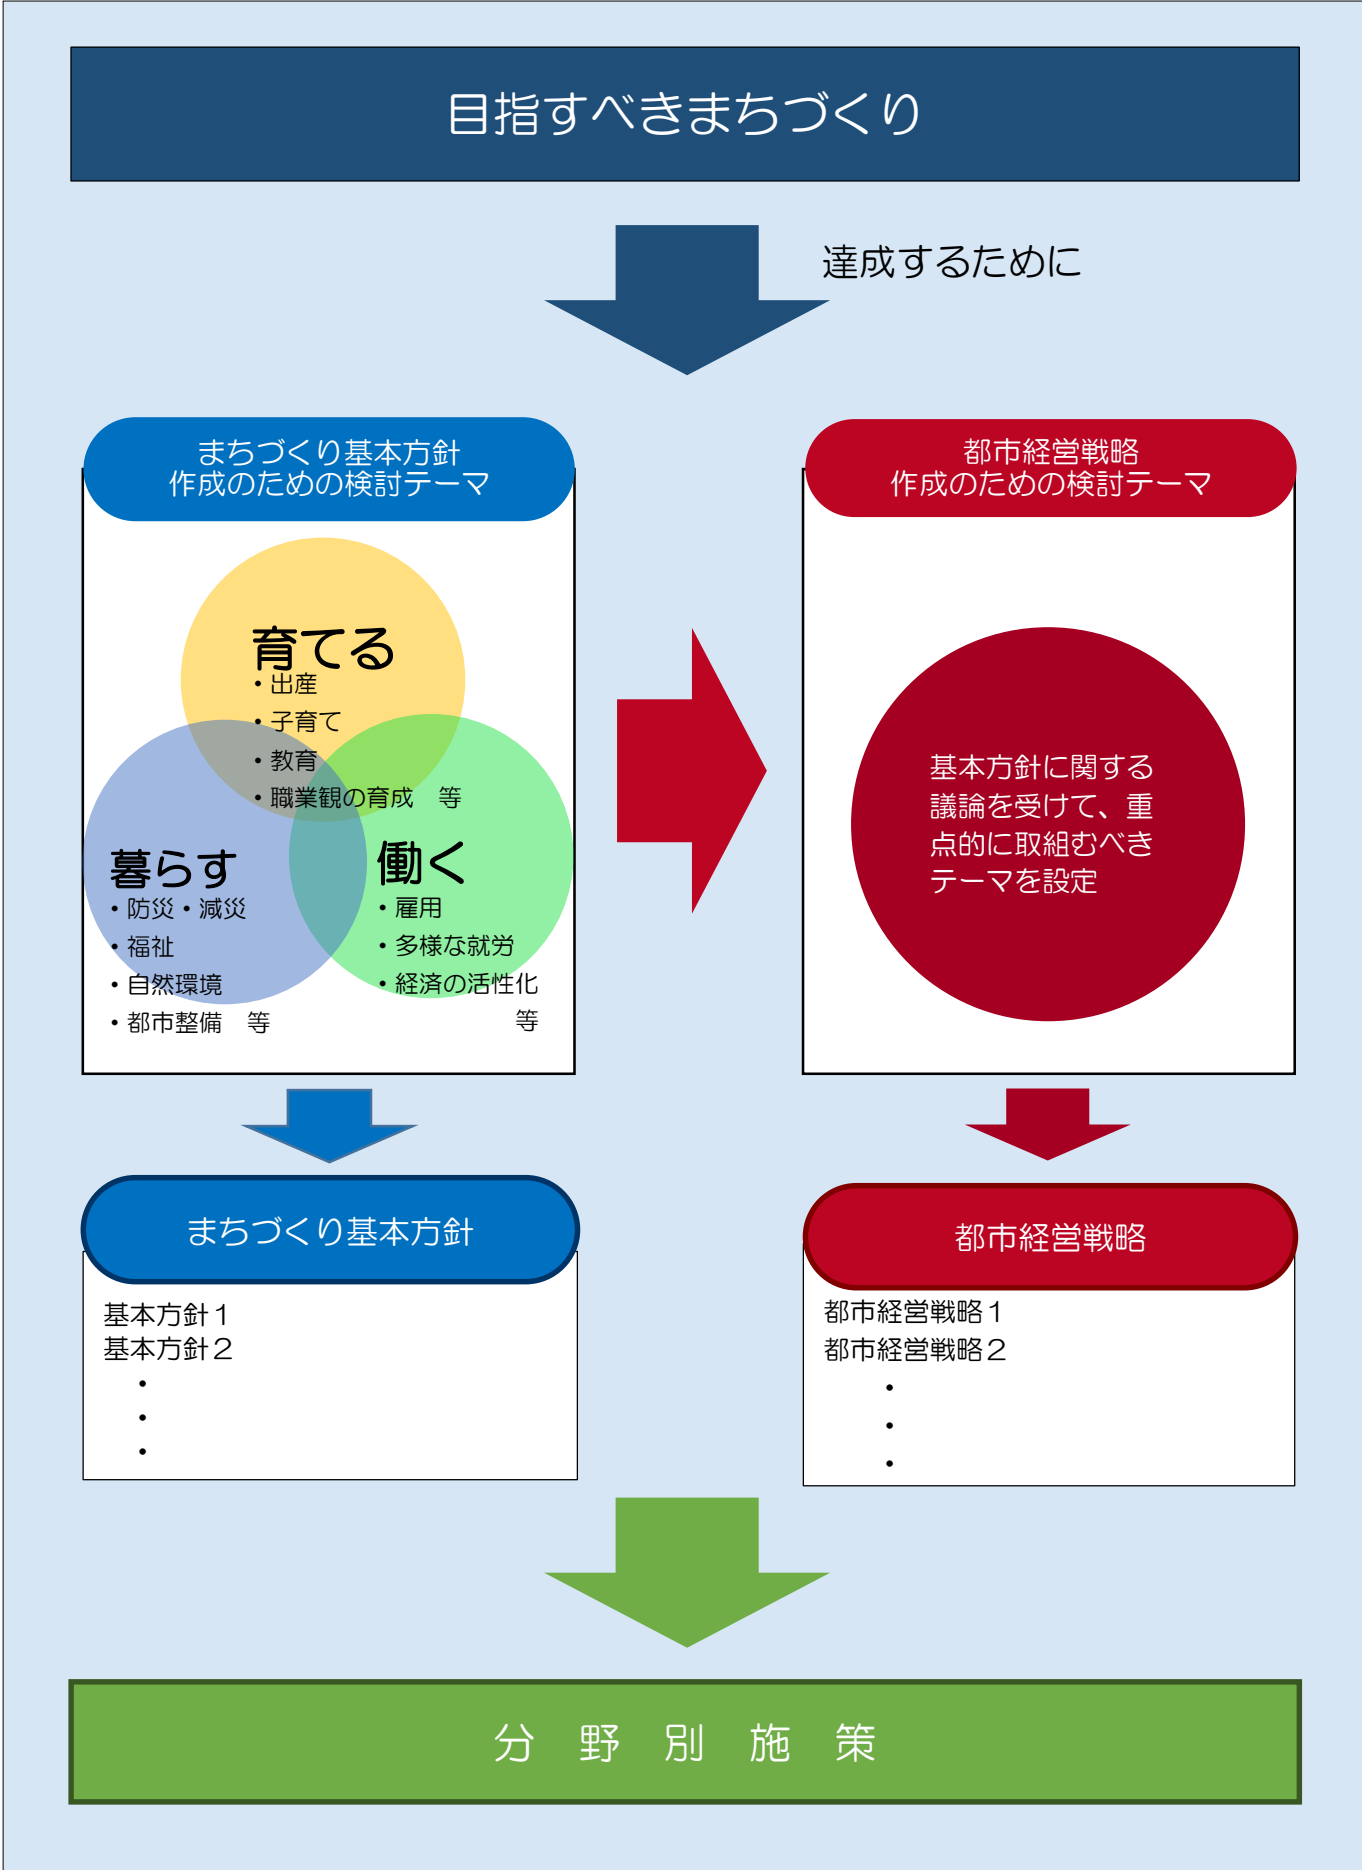 目指すべきまちづくり
達成するために
まちづくり基本方針
作成のための検討テーマ
育てる
・出産
・子育て
・教育
・職業観の育成　等
暮らす
・防災・減災
・福祉
・自然環境
・都市整備　等
働く
・雇用
・多様な就労
・経済の活性化
等
都市経営戦略
作成のための検討テーマ
基本方針に関する
議論を受けて、重
点的に取組むべき
テーマを設定
まちづくり基本方針
基本方針１
基本方針２
・
・
・
都市経営戦略
都市経営戦略１
都市経営戦略２
・
・
・
分　野　別　施　策